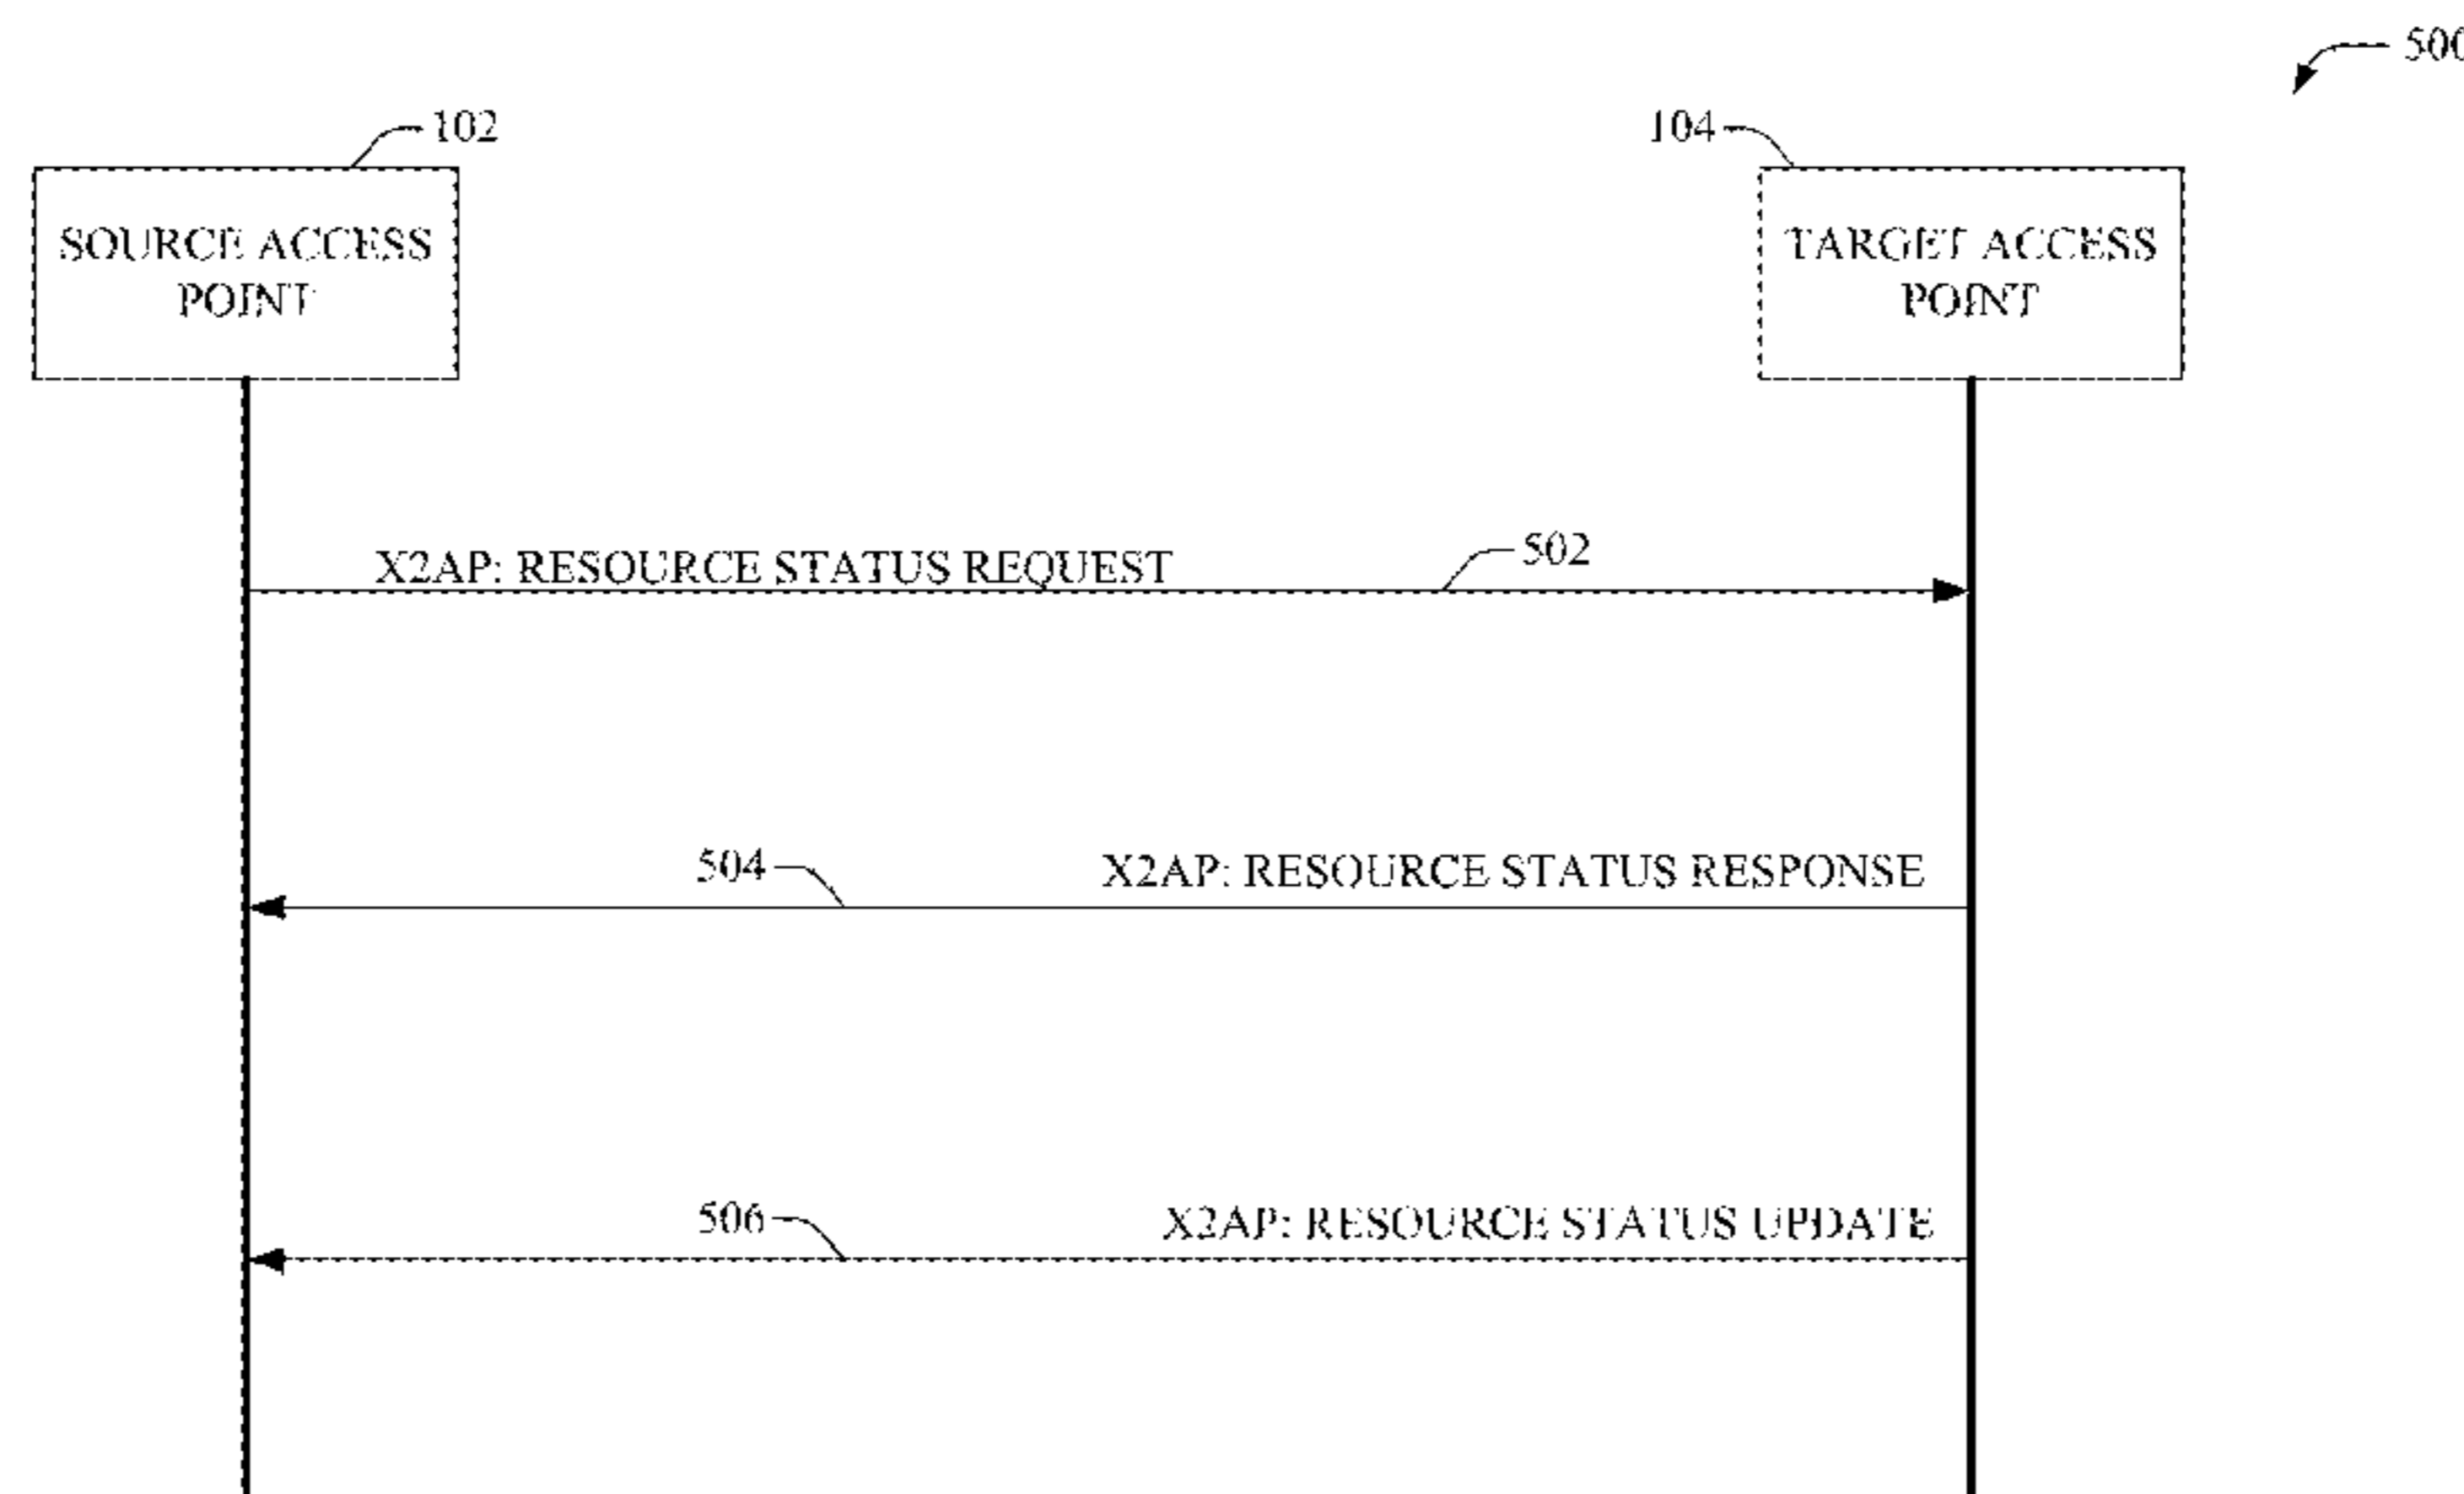 500
102
104
SOURCE ACCESS
POINT
TARGET ACCESS
POINT
X2AP: RESOURCE STATUS REQUEST
502
504
X2AP: RESOURCE STATUS RESPONSE
506
X2AP: RESOURCE STATUS UPDATE